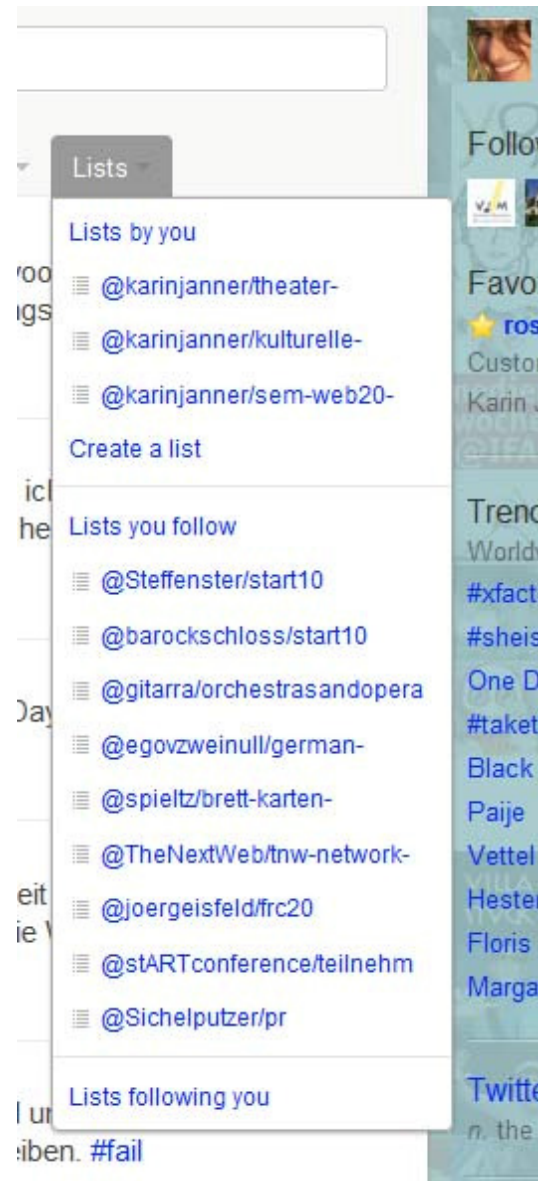 Lists
Lists by you
@karinjanner/theater-
@karinjanner/kulturelle-
@karinjanner/sem-web20-
Create a list
Lists you follow
@Steffenster/start10
@barockschloss/start10
@gitarra/orchestrasandopera
@egovzweinull/german-
@spieltz/brett-karten-
@TheNextWeb/tnw-network-
@joergeisfeld/frc20
@stARTconference/teilnehm
@Sichelputzer/pr
Lists following you
eiben. #fail
Follow
Favo
ros
Custom
Karin J
Trend
Worldw
#xfact
#sheis
One D
#taket
Black
Paije
Vettel
Hester
Floris
Marga
Twitte
n. the